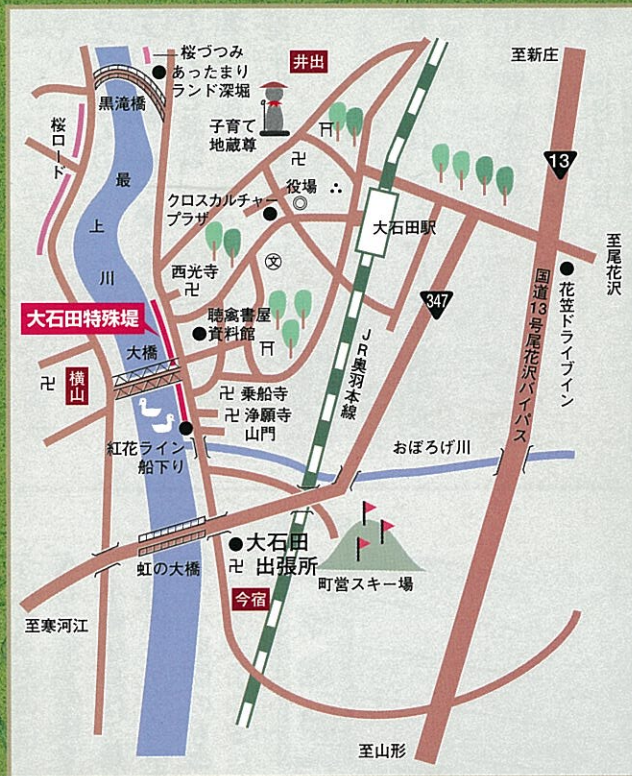 桜づつみ
あったまり
ランド深堀
井出
至新庄
黒滝橋
子育て
地蔵尊
13
桜ロード
卍
役場
クロスカルチャー
プラザ
大石田駅
最上川
至尾花沢
文
西光寺
卍
花笠ドライブイン
347
国道13号尾花沢バイパス
大石田特殊堤
聴禽書屋
資料館
JR奥羽本線
大橋
卍
横山
卍 乗船寺
卍 浄願寺
山門
紅花ライン
船下り
おぼろげ川
大石田
出張所
卍
虹の大橋
町営スキー場
今宿
至寒河江
至山形